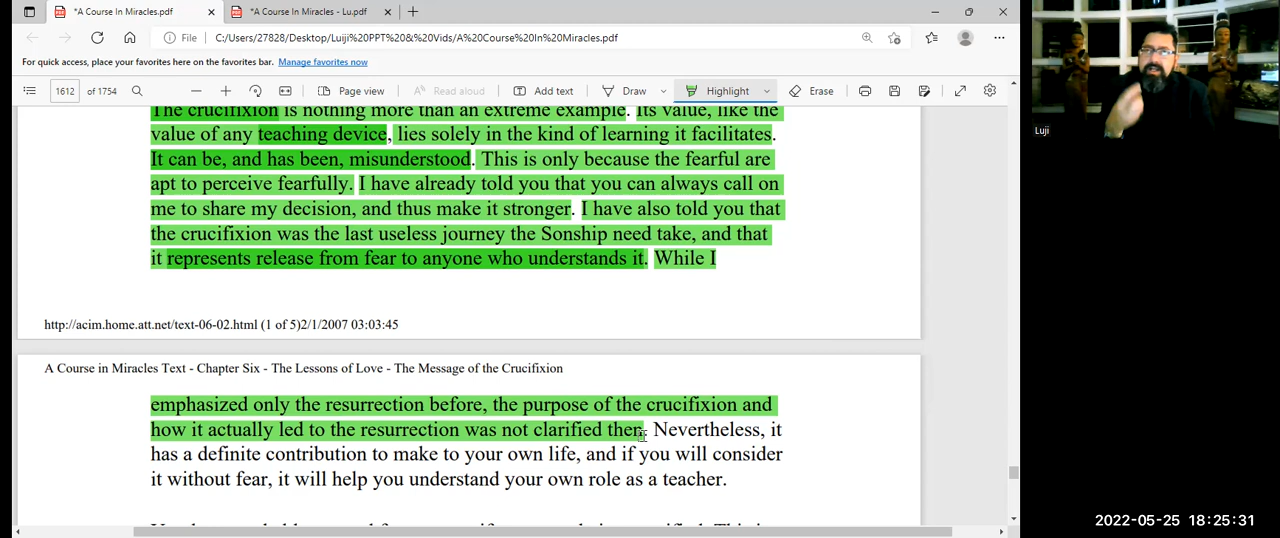 *A Course In Miracles.pdf
*A Course In Miracles - Lu.pdf
File
C:/Users/27828/Desktop/Luiji%20PPT%20&%20Vids/A%20Course%20In%20Miracles.pdf
For quick access, place your favorites here on the favorites bar. Manage favorites now
1612 of 1754
Page view
Read aloud
Add text
Draw
Highlight
Erase
The crucifixion is nothing more than an extreme example. Its value, like the
value of any teaching device, lies solely in the kind of learning it facilitates.
It can be, and has been, misunderstood. This is only because the fearful are
apt to perceive fearfully. I have already told you that you can always call on
me to share my decision, and thus make it stronger. I have also told you that
the crucifixion was the last useless journey the Sonship need take, and that
it represents release from fear to anyone who understands it. While I
http://acim.home.att.net/text-06-02.html (1 of 5)2/1/2007 03:03:45
A Course in Miracles Text - Chapter Six - The Lessons of Love - The Message of the Crucifixion
emphasized only the resurrection before, the purpose of the crucifixion and
how it actually led to the resurrection was not clarified then. Nevertheless, it
has a definite contribution to make to your own life, and if you will consider
it without fear, it will help you understand your own role as a teacher.
Luji
2022-05-25 18:25:31